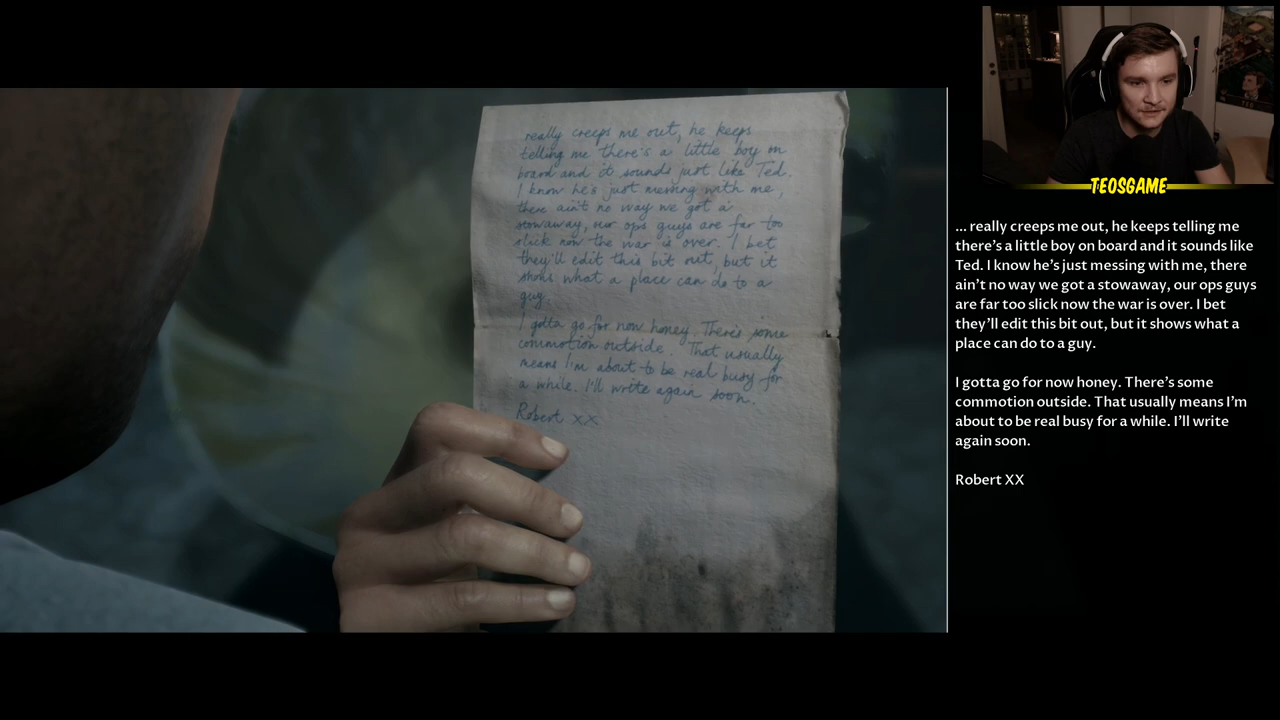 really creeps me out, he keeps
telling me there's a little boy on
board and it sounds just like Ted.
I know he's just messing with me,
there ain't no way we got a
stowaway, our ops guys are far too
slick now the war is over. I bet
they'll edit this bit out, but it
shows what a place can do to a
guy.
I gotta go for now honey. There's some
commotion outside. That usually
means I'm about to be real busy for
a while. I'll write again soon.
Robert XX
TEOSGAME
... really creeps me out, he keeps telling me
there's a little boy on board and it sounds like
Ted. I know he's just messing with me, there
ain't no way we got a stowaway, our ops guys
are far too slick now the war is over. I bet
they'll edit this bit out, but it shows what a
place can do to a guy.
I gotta go for now honey. There's some
commotion outside. That usually means I'm
about to be real busy for a while. I'll write
again soon.
Robert XX